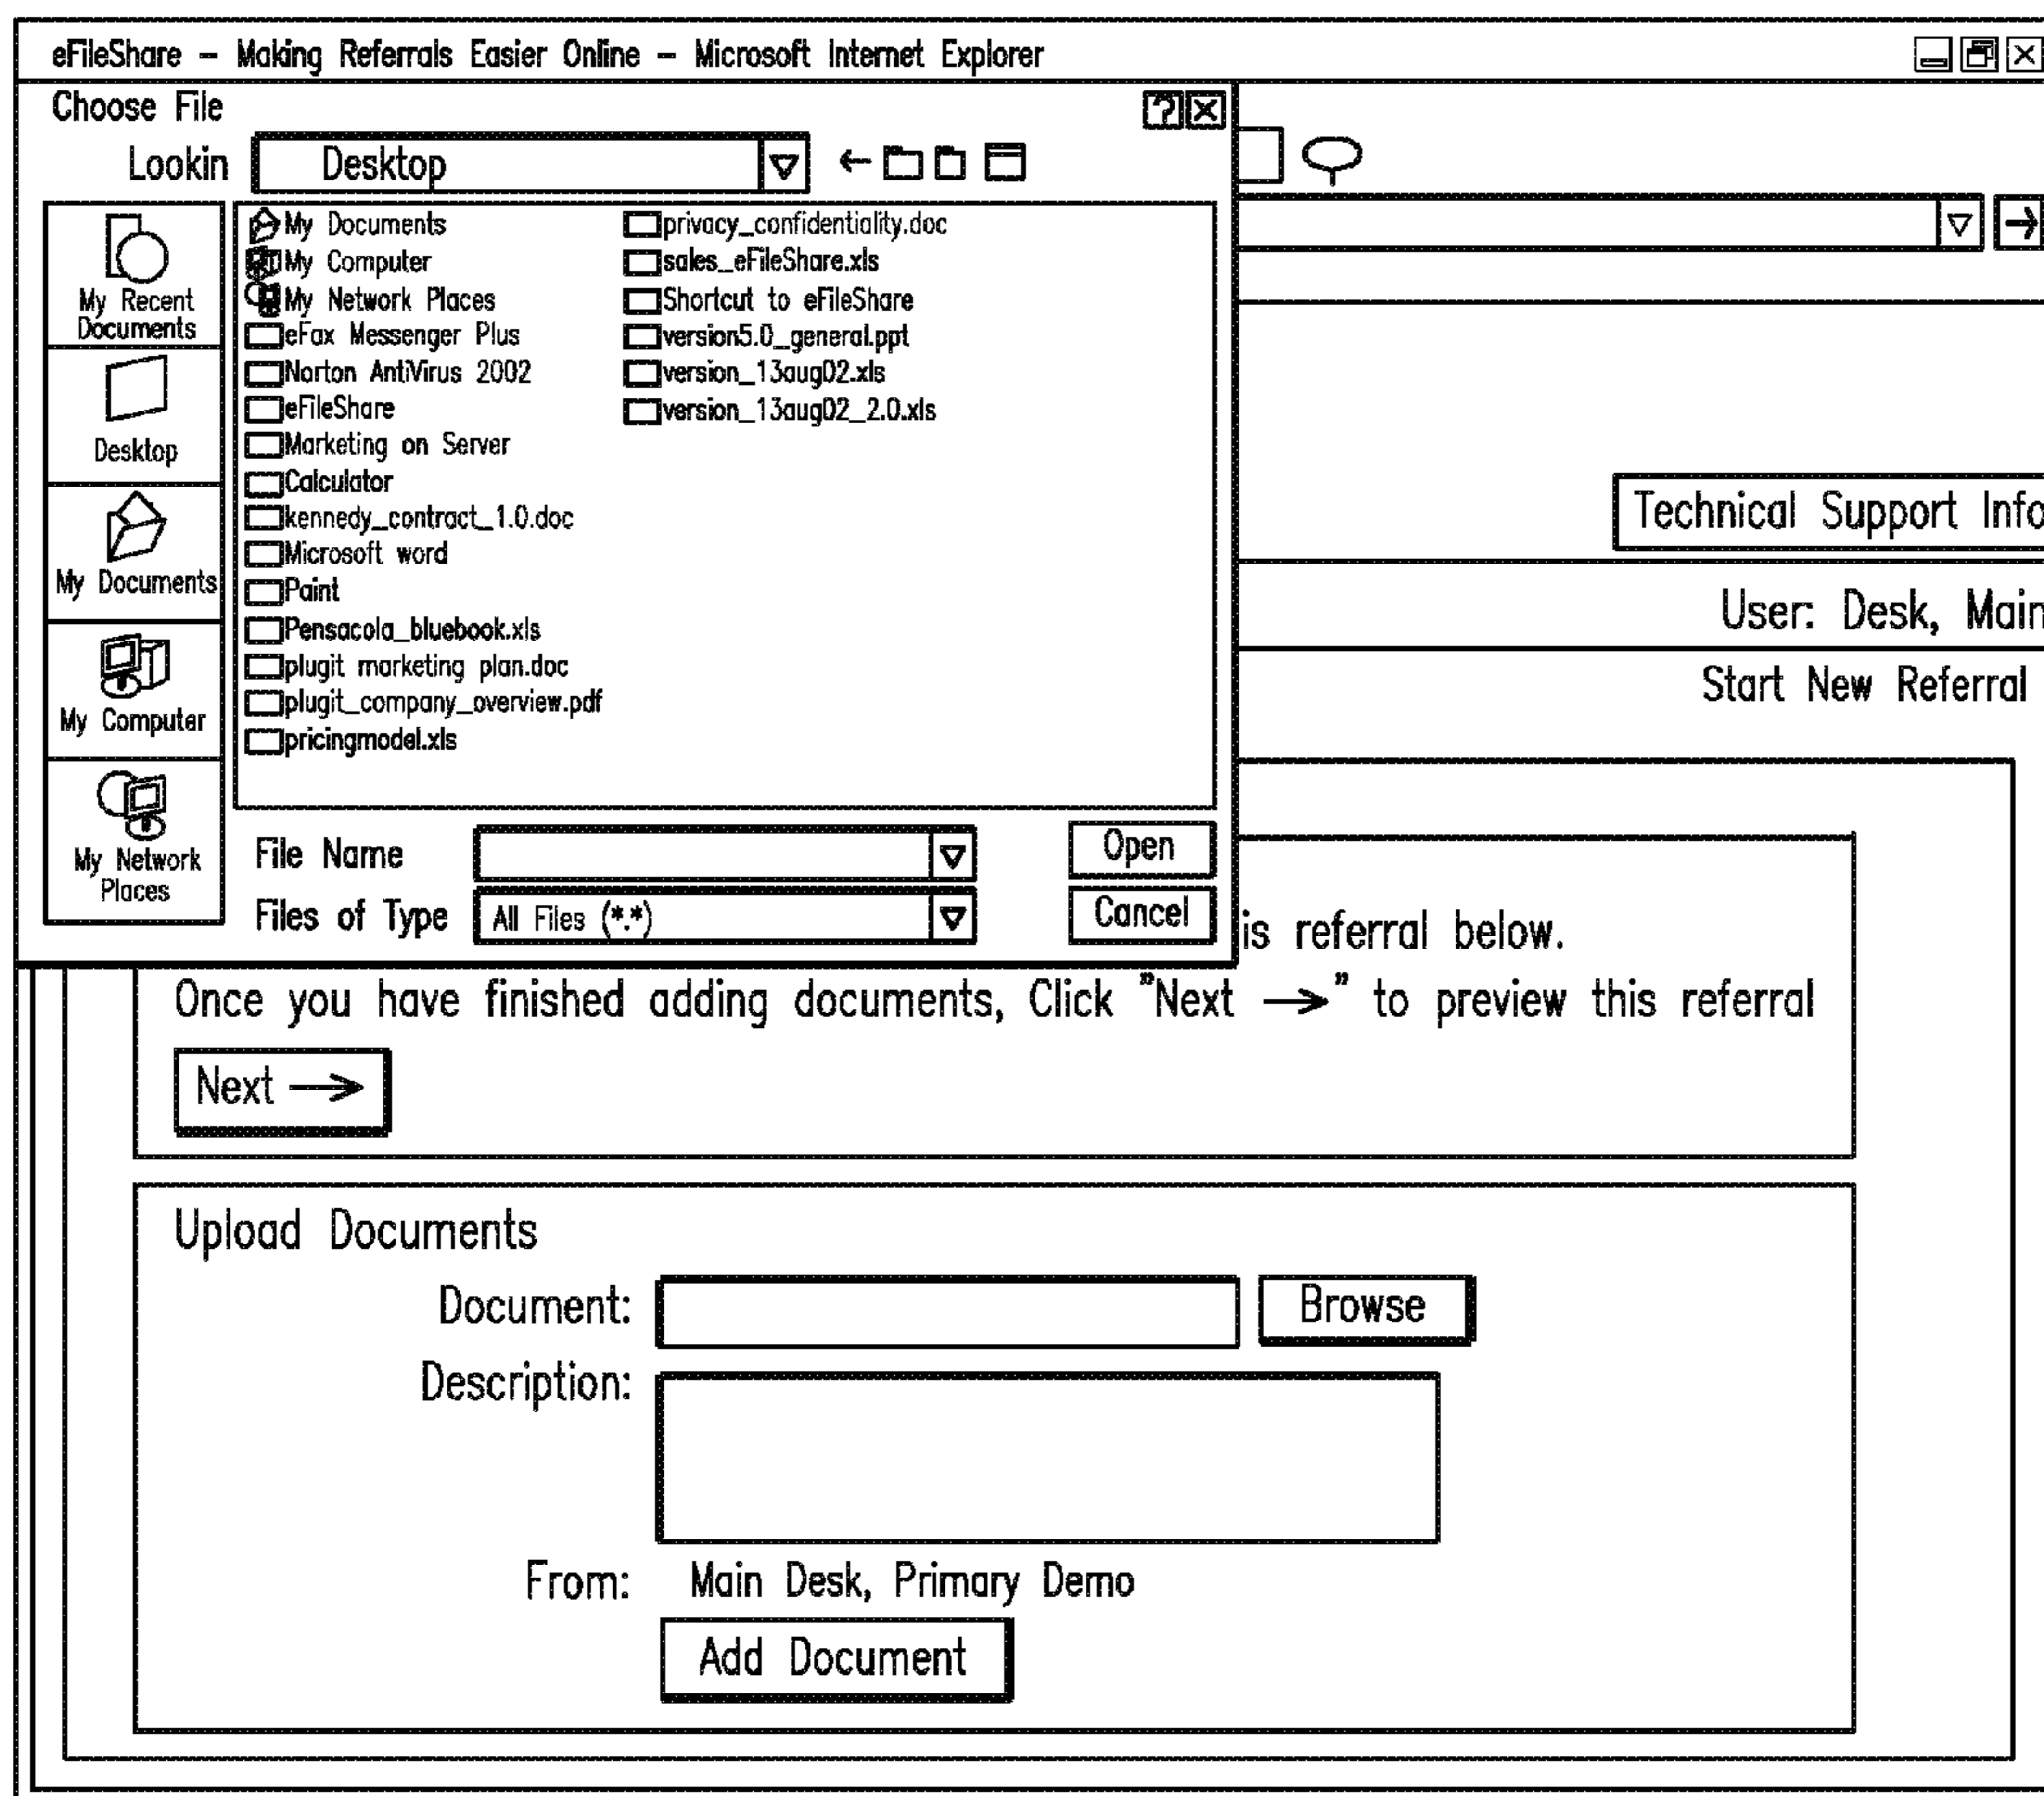 eFileShare – Making Referrals Easier Online – Microsoft Internet Explorer
Choose File
?
Lookin Desktop
My Recent
Documents
Desktop
My Documents
My Computer
My Network
Places
My Documents
My Computer
My Network Places
eFax Messenger Plus
Norton AntiVirus 2002
eFileShare
Marketing on Server
Calculator
kennedy_contract_1.0.doc
Microsoft word
Paint
Pensacola_bluebook.xls
plugit marketing plan.doc
plugit_company_overview.pdf
pricingmodel.xls
privacy_confidentiality.doc
sales_eFileShare.xls
Shortcut to eFileShare
version5.0_general.ppt
version_13aug02.xls
version_13aug02_2.0.xls
File Name
Open
Files of Type All Files (*.*)
Cancel
Technical Support Info
User: Desk, Main
Start New Referral
is referral below.
Once you have finished adding documents, Click "Next →" to preview this referral
Next →
Upload Documents
Document:
Browse
Description:
From: Main Desk, Primary Demo
Add Document